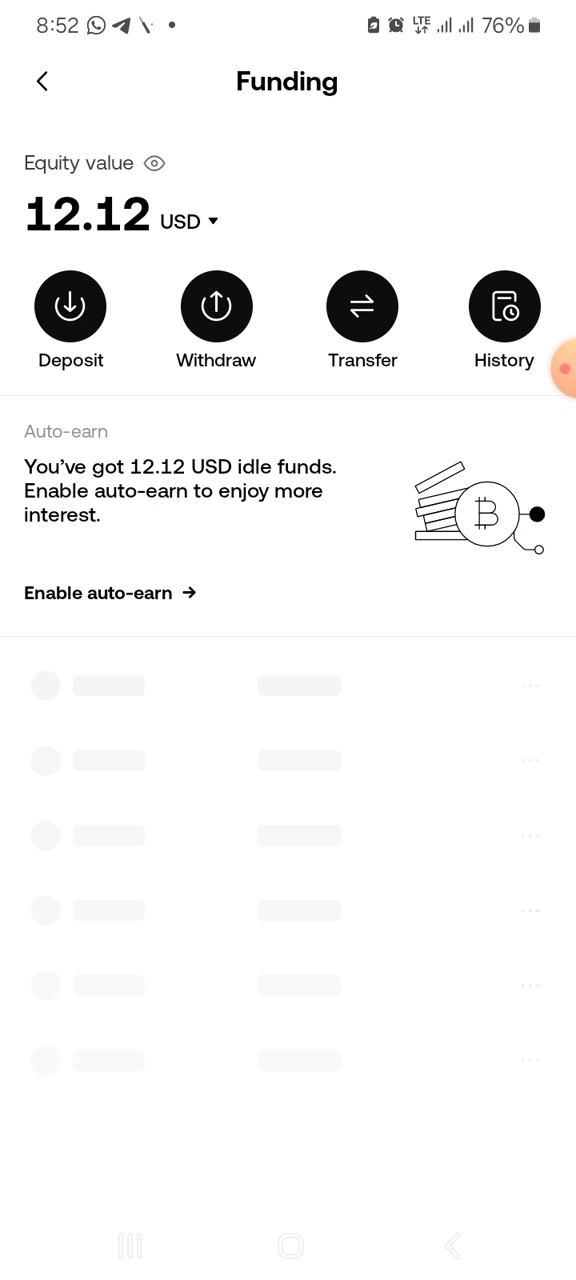 8:52 LTE 76%
Funding
Equity value
12.12 USD
Deposit Withdraw Transfer History
Auto-earn
You’ve got 12.12 USD idle funds.
Enable auto-earn to enjoy more
interest.
Enable auto-earn →